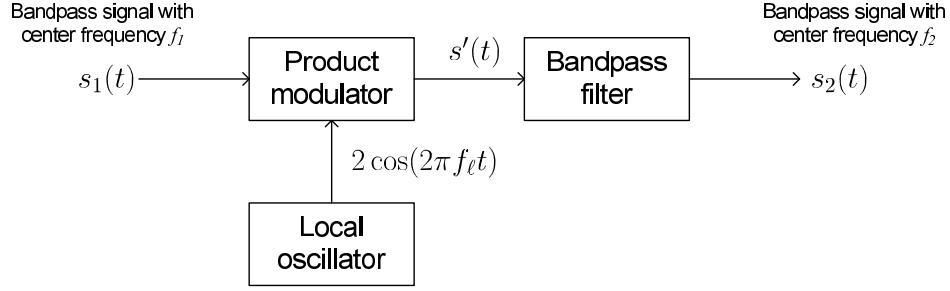 Bandpass signal with
center frequency f₁
Bandpass signal with
center frequency f₂
s₁(t)
Product
modulator
s′(t)
Bandpass
filter
s₂(t)
2 cos(2πf_ℓt)
Local
oscillator